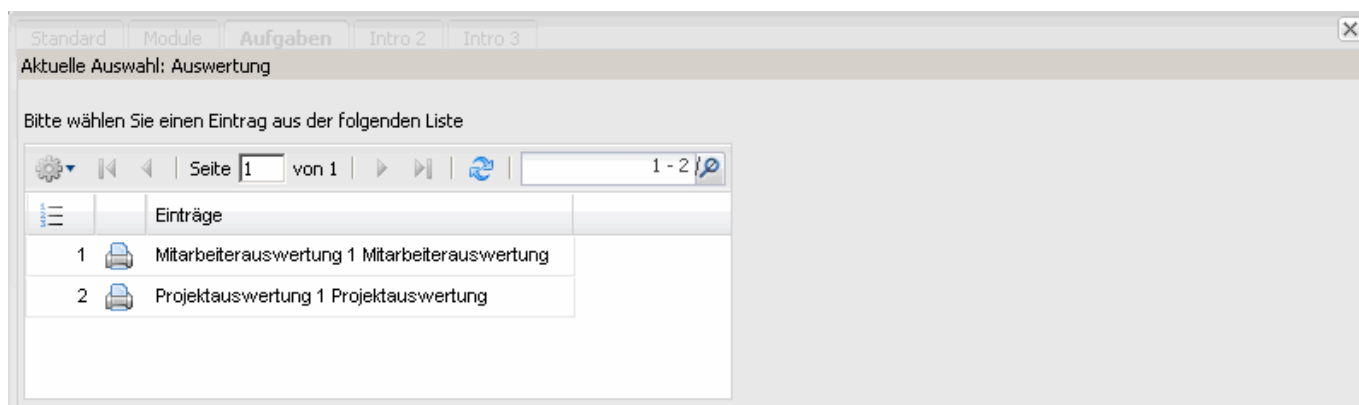 Standard Module Aufgaben Intro 2 Intro 3
Aktuelle Auswahl: Auswertung
Bitte wählen Sie einen Eintrag aus der folgenden Liste
Seite 1 von 1 1 - 2 /
Einträge
1 Mitarbeiterauswertung 1 Mitarbeiterauswertung
2 Projektauswertung 1 Projektauswertung